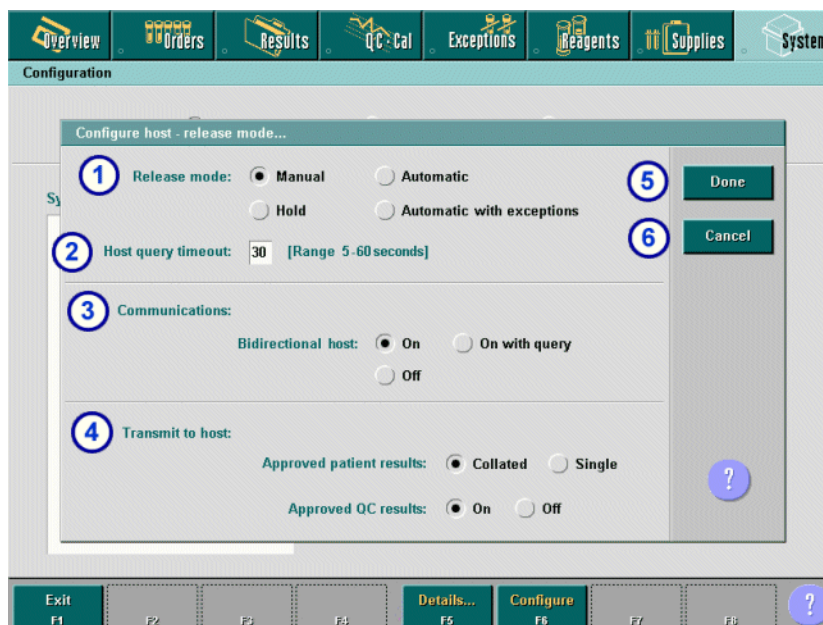 Overview Orders Results QC-Cal Exceptions Reagents Supplies System
Configuration
Configure host - release mode...
1 Release mode: Manual Automatic 5 Done
Hold Automatic with exceptions 6 Cancel
2 Host query timeout: 30 [Range 5-60 seconds]
Sy
3 Communications:
Bidirectional host: On On with query
Off
4 Transmit to host:
Approved patient results: Collated Single
?
Approved QC results: On Off
Exit Details... Configure ?
F1 F2 F3 F4 F5 F6 F7 F8